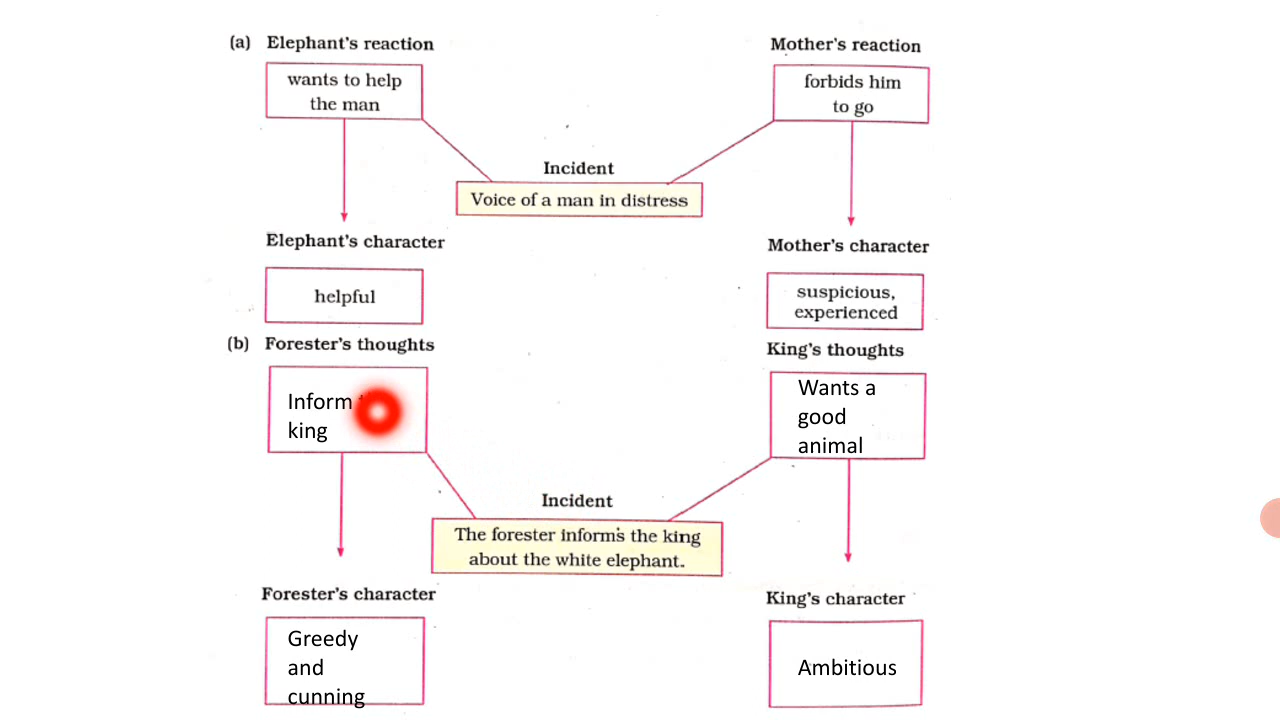 (a) Elephant's reaction
Mother's reaction
wants to help
the man
forbids him
to go
Incident
Voice of a man in distress
Elephant's character
Mother's character
helpful
suspicious,
experienced
(b) Forester's thoughts
King's thoughts
Inform
king
Wants a
good
animal
Incident
The forester informs the king
about the white elephant.
Forester's character
King's character
Greedy
and
cunning
Ambitious